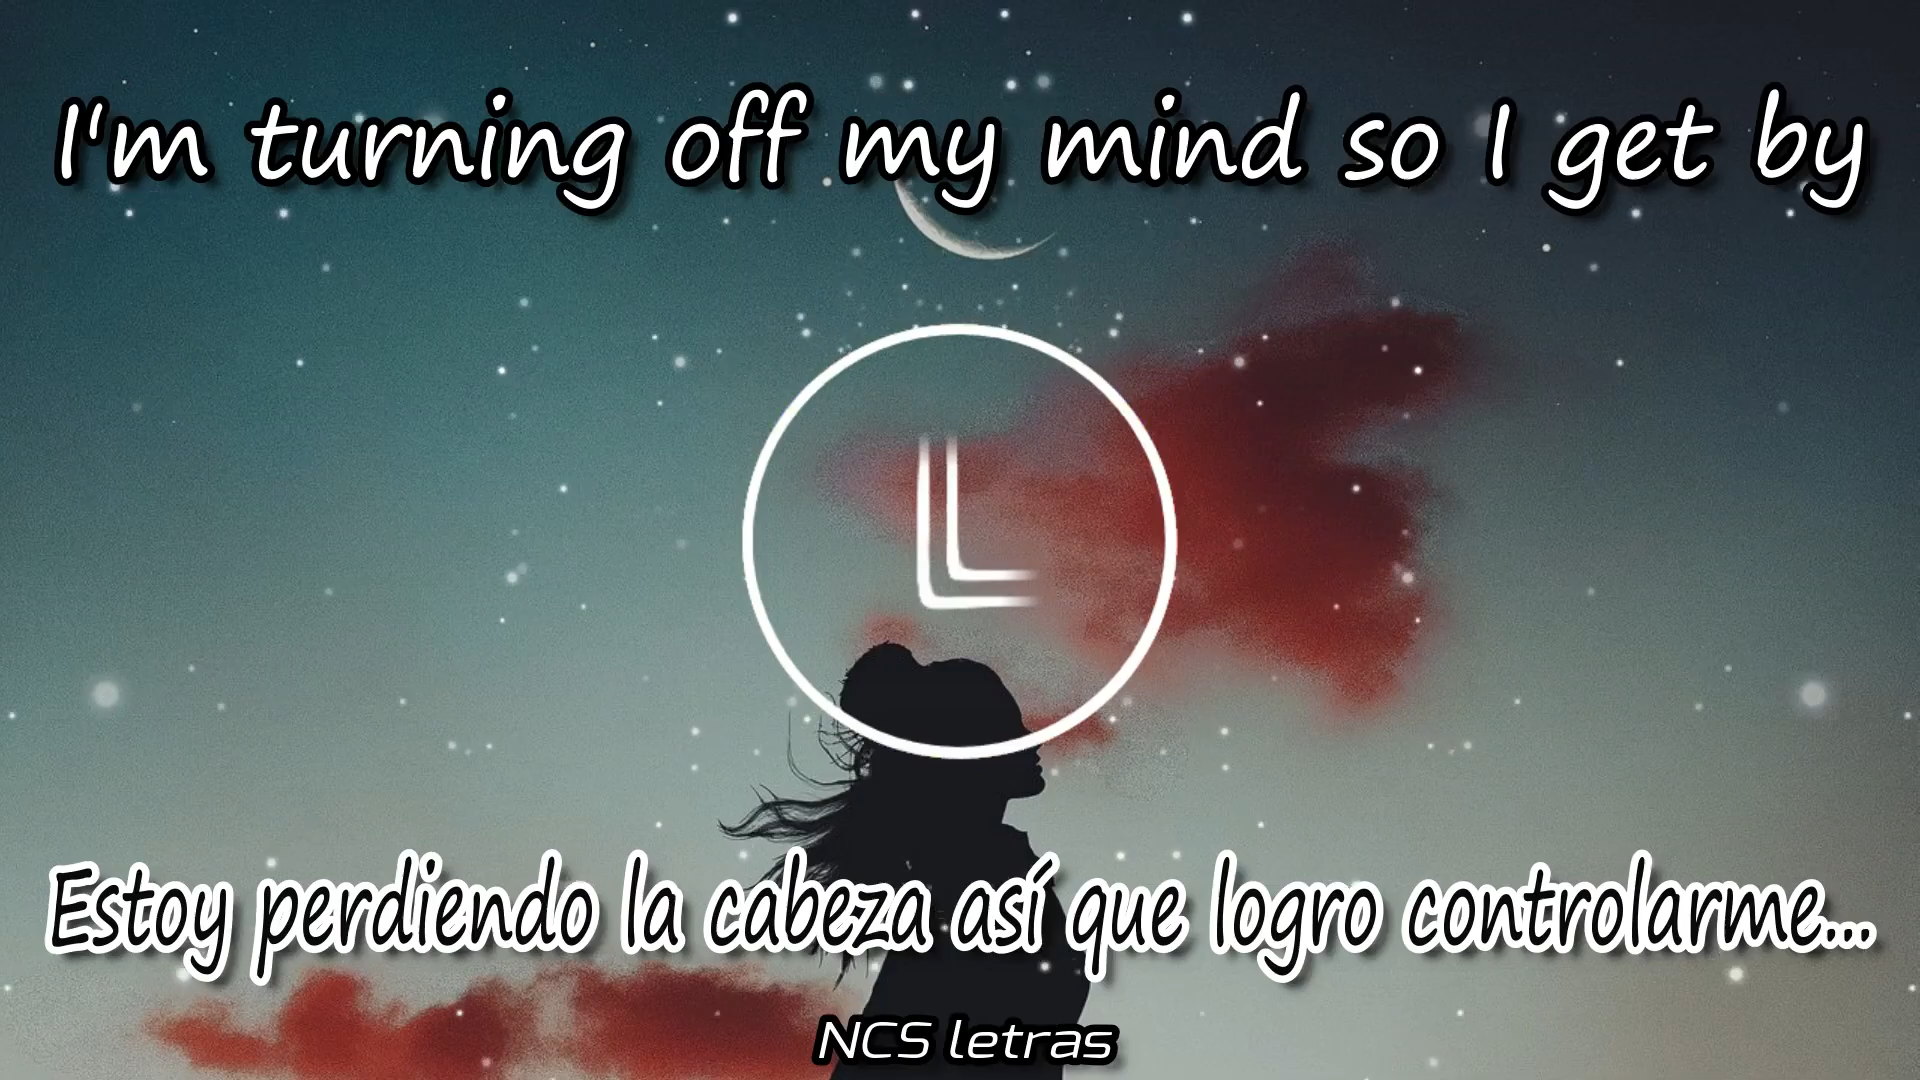 I'm turning off my mind so I get by
L
Estoy perdiendo la cabeza así que logro controlarme...
NCS letras